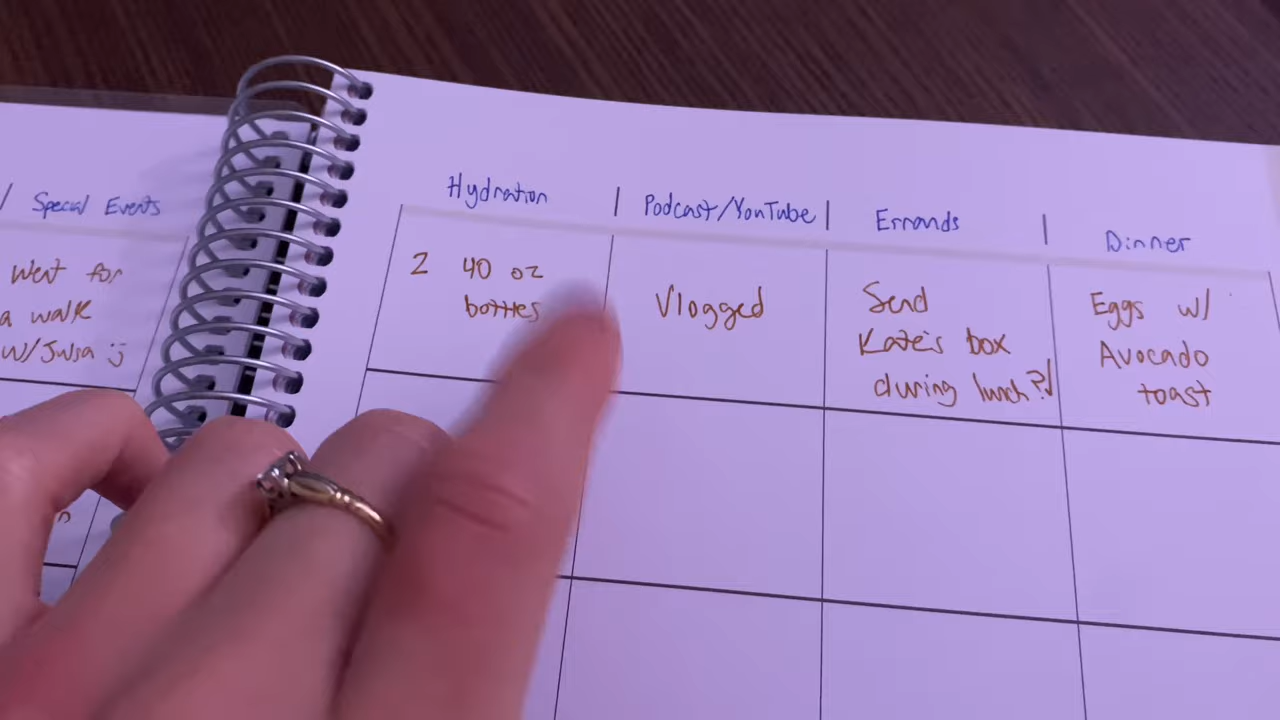 Special Events
Went for
a walk
w/Julsa :)
Hydration
2 40 oz
bottles
Podcast/YouTube
Vlogged
Errands
Send
Kate's box
during lunch?√
Dinner
Eggs w/
Avocado
toast